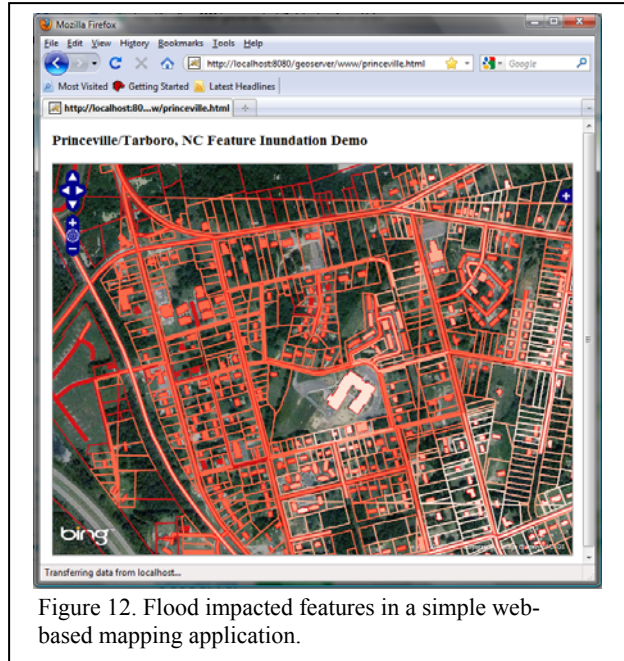 Mozilla Firefox
File Edit View History Bookmarks Tools Help
http://localhost:8080/geoserver/www/princeville.html
Google
Most Visited Getting Started Latest Headlines
http://localhost:80...w/princeville.html
Princeville/Tarboro, NC Feature Inundation Demo
bing
Transferring data from localhost...
Figure 12. Flood impacted features in a simple web-
based mapping application.